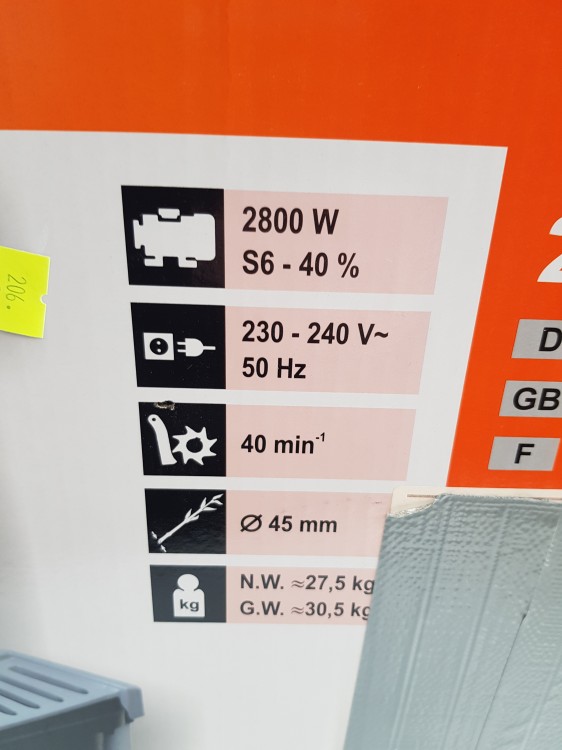 2800 W
S6 - 40 %
230 - 240 V~
50 Hz
40 min⁻¹
Ø 45 mm
kg
N.W. ≈27,5 kg
G.W. ≈30,5 kg
206.
D
GB
F